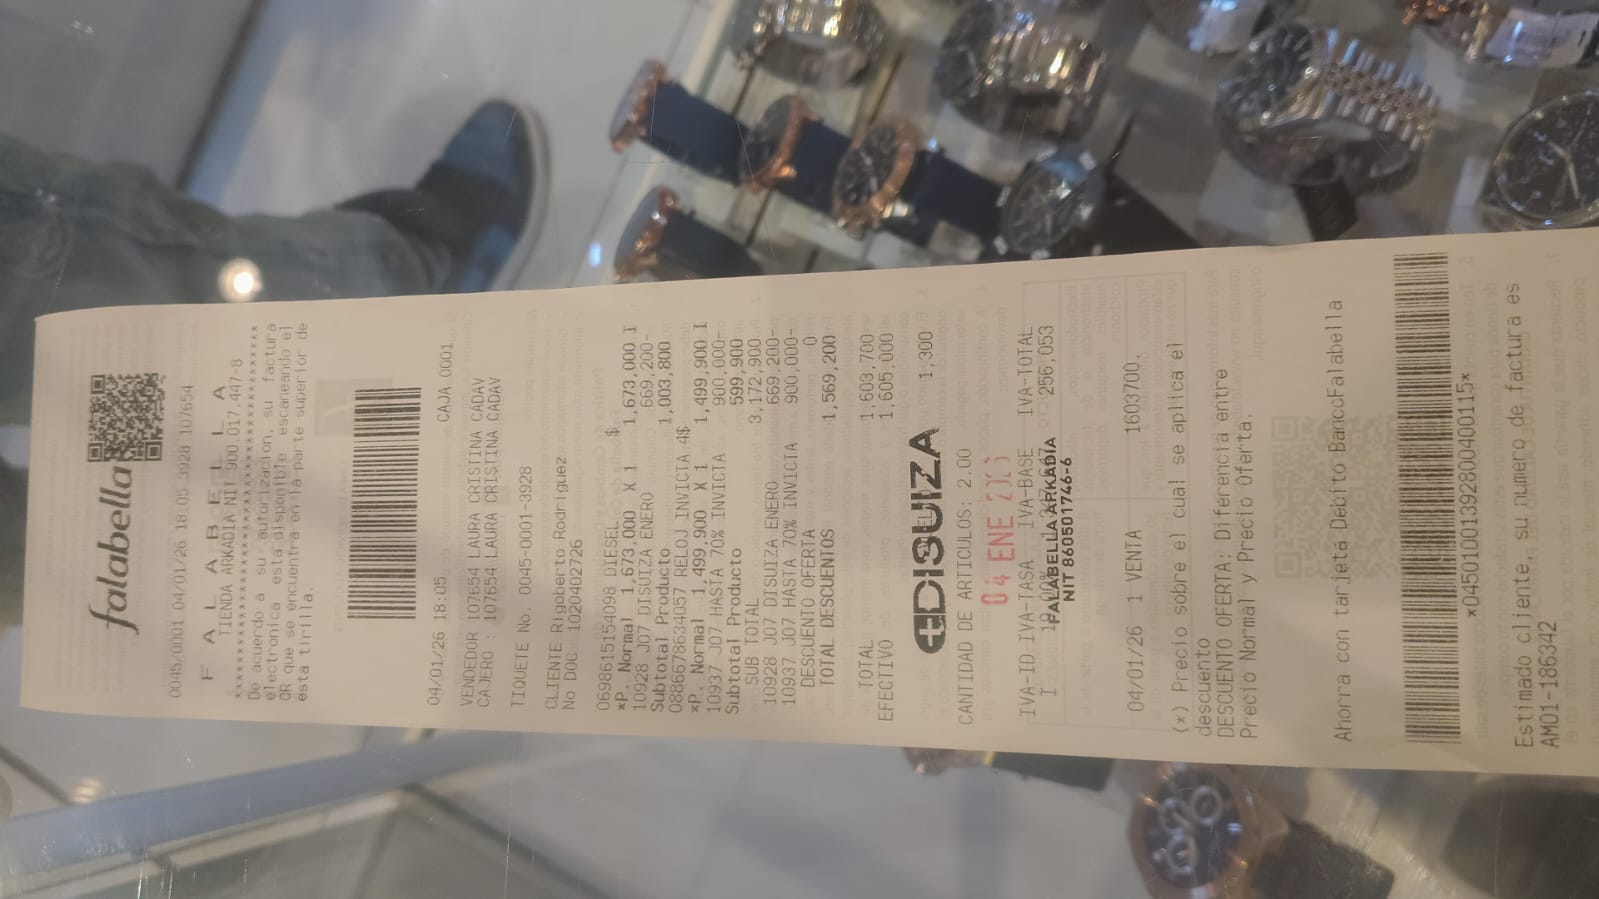 falabella
0045/0001 04/01/26 18:05 3928 107654
F A L A B E L L A
TIENDA ARKADIA NIT 900.017.447-8
De acuerdo a su autorizacion, su factura
electronica esta disponible escaneando el
QR que se encuentra en la parte superior de
esta tirilla.
04/01/26 18:05 CAJA 0001
VENDEDOR 107654 LAURA CRISTINA CADAV
CAJERO : 107654 LAURA CRISTINA CADAV
TIQUETE No. 0045-0001-3928
CLIENTE Rigoberto Rodriguez
No DOC 1020402726
$
0698615154098 DIESEL 1,673,000 I
*P. Normal 1,673,000 X 1
10928 J07 DISUIZA ENERO 669,200-
Subtotal Producto 1,003,800
0886678634057 RELOJ INVICTA 4$ 1,499,900 I
*P. Normal 1,499,900 X 1
10937 J07 HASTA 70% INVICTA 900,000-
Subtotal Producto 599,900
SUB TOTAL 3,172,900
10928 J07 DISUIZA ENERO 669,200-
10937 J07 HASTA 70% INVICTA 900,000-
DESCUENTO OFERTA 0
TOTAL DESCUENTOS 1,569,200
TOTAL 1,603,700
EFECTIVO 1,605,000
1,300
DISUIZA
CANTIDAD DE ARTICULOS: 2.00
04 ENE
IVA-ID IVA-TASA IVA-BASE IVA-TOTAL
I 256,053
FALABELLA ARKADIA
NIT 860501746-6
04/01/26 1 VENTA 1603700.
(*) Precio sobre el cual se aplica el
descuento
DESCUENTO OFERTA: Diferencia entre
Precio Normal y Precio Oferta.
Ahorra con tarjeta Debito BancoFalabella
*04501001392800400115*
Estimado cliente, su numero de factura es
AM01-186342